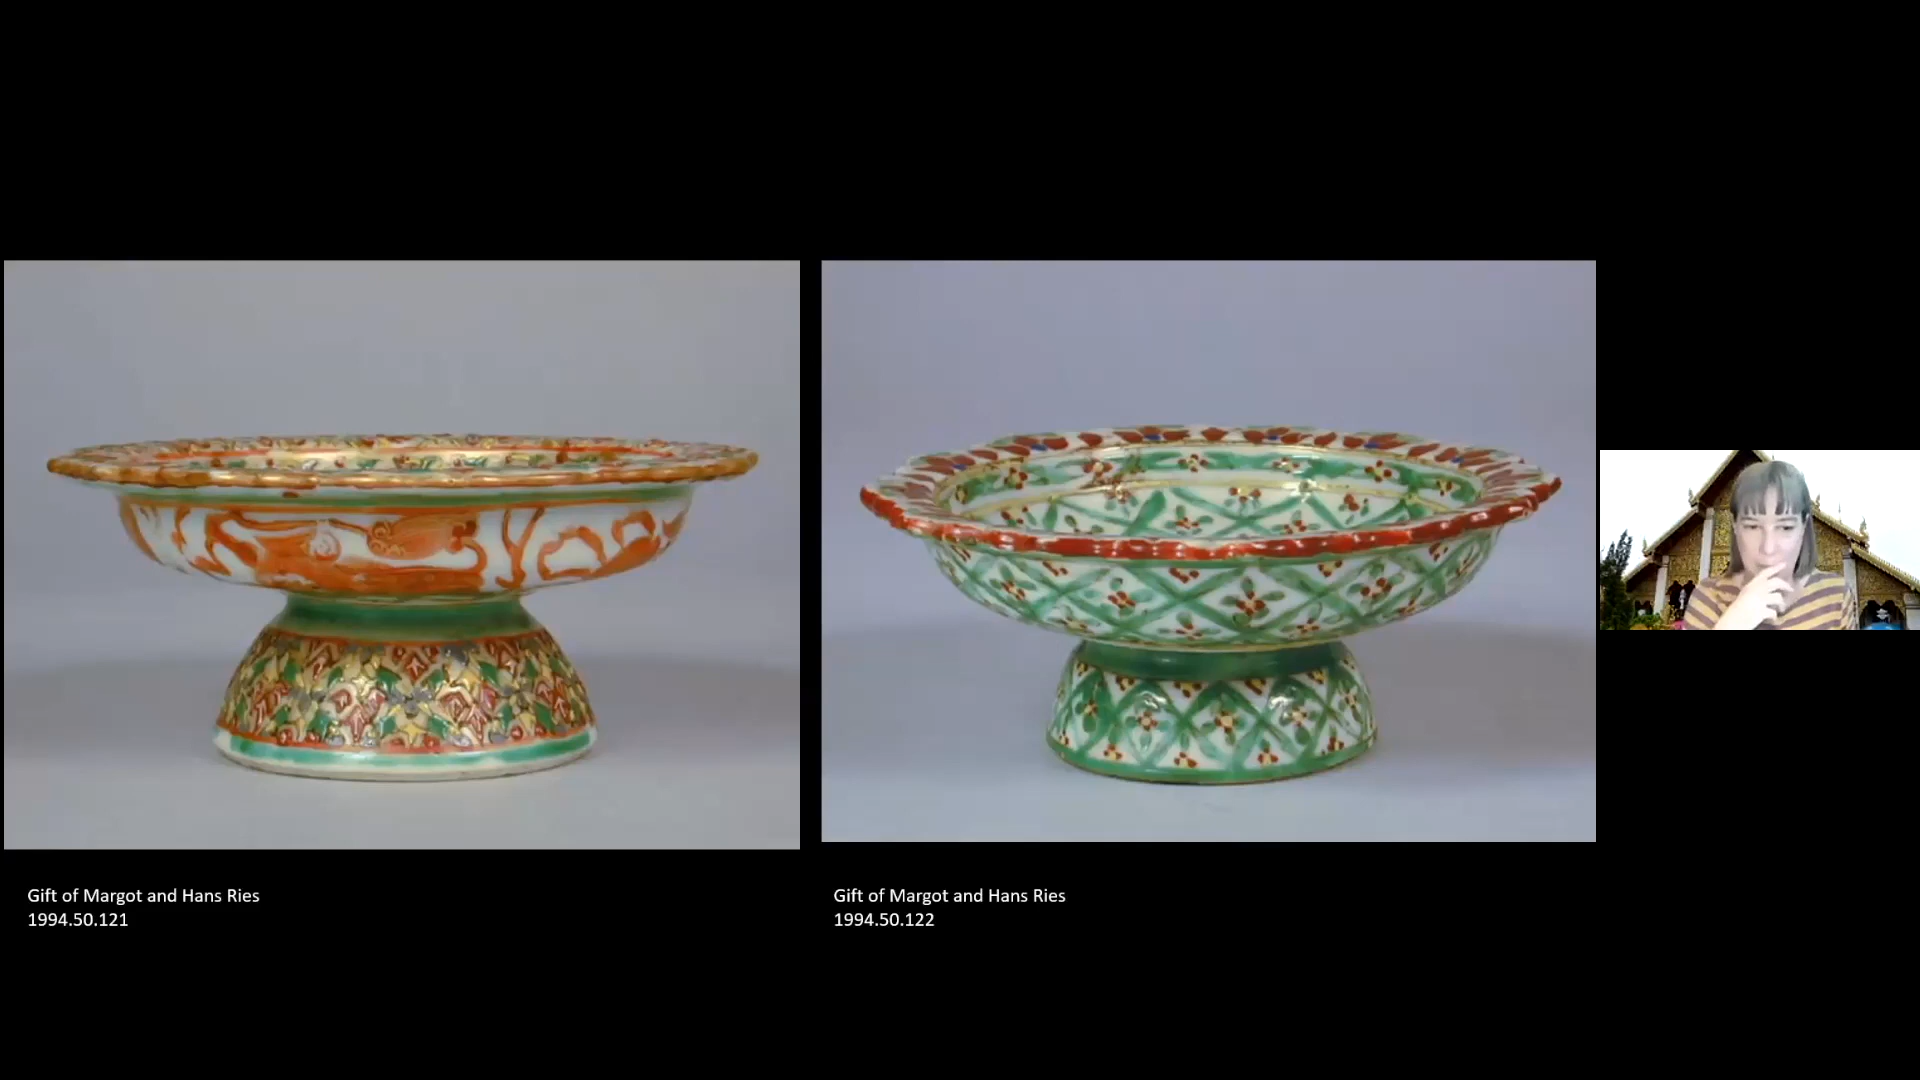 Gift of Margot and Hans Ries
1994.50.121
Gift of Margot and Hans Ries
1994.50.122